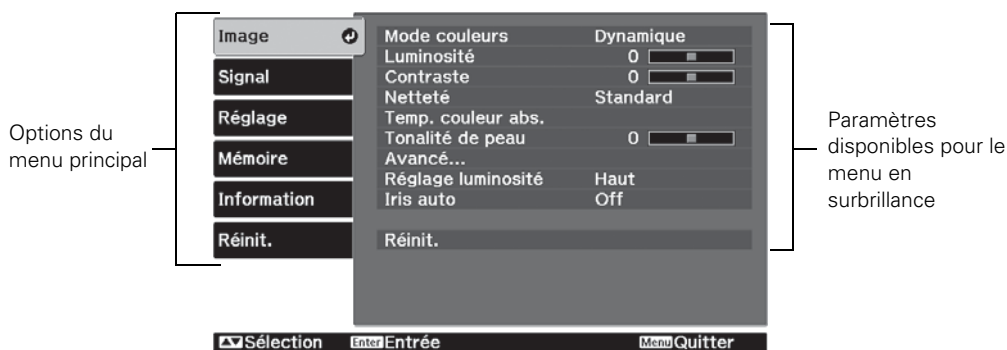 Options du
menu principal
Image
Signal
Réglage
Mémoire
Information
Réinit.
Mode couleurs Dynamique
Luminosité 0
Contraste 0
Netteté Standard
Temp. couleur abs.
Tonalité de peau 0
Avancé...
Réglage luminosité Haut
Iris auto Off
Réinit.
Sélection Enter Entrée Menu Quitter
Paramètres
disponibles pour le
menu en
surbrillance